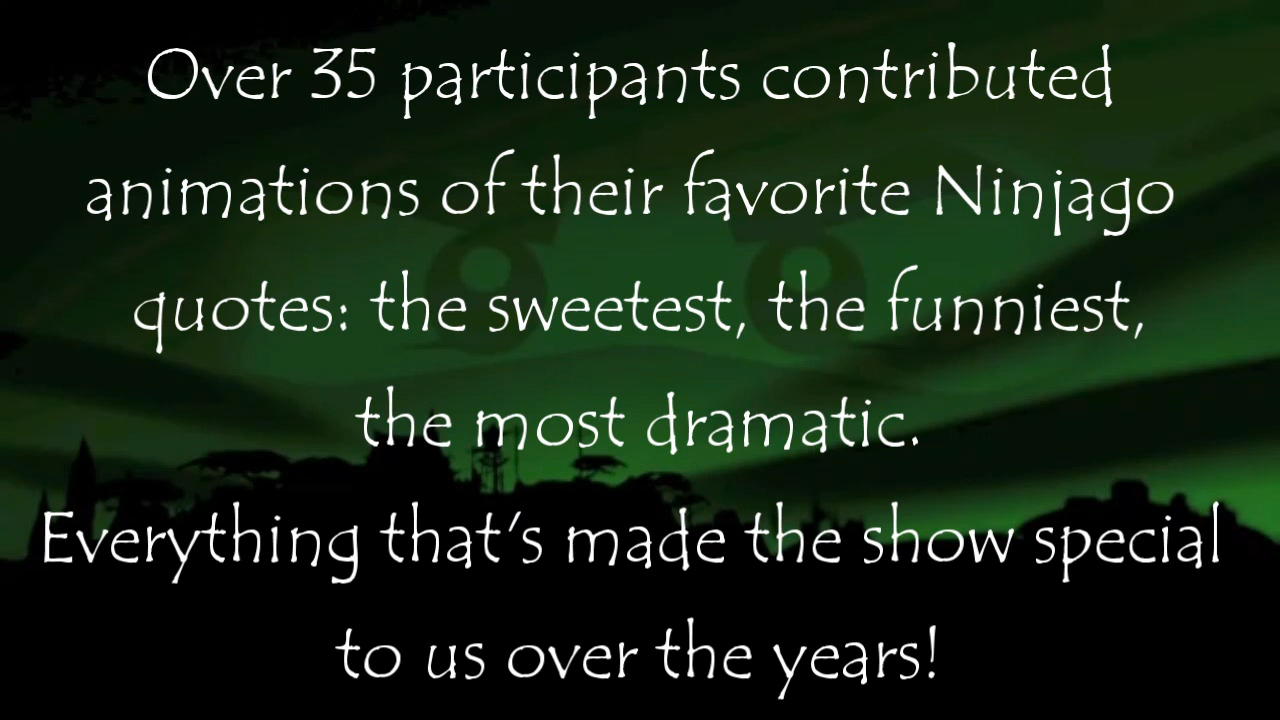 Over 35 participants contributed
animations of their favorite Ninjago
quotes: the sweetest, the funniest,
the most dramatic.
Everything that's made the show special
to us over the years!